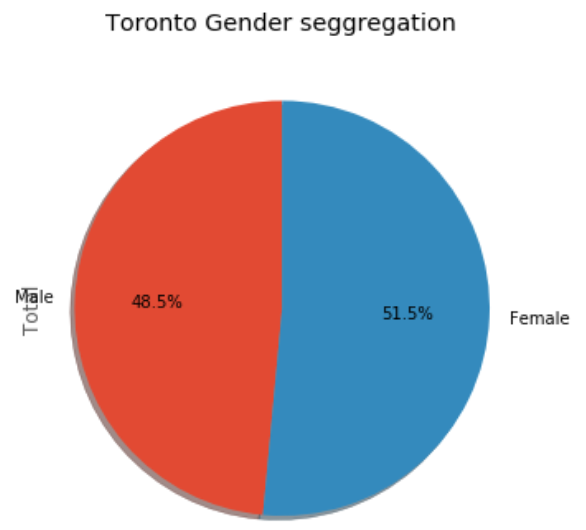 Toronto Gender seggregation
Male
Total
48.5%
51.5%
Female